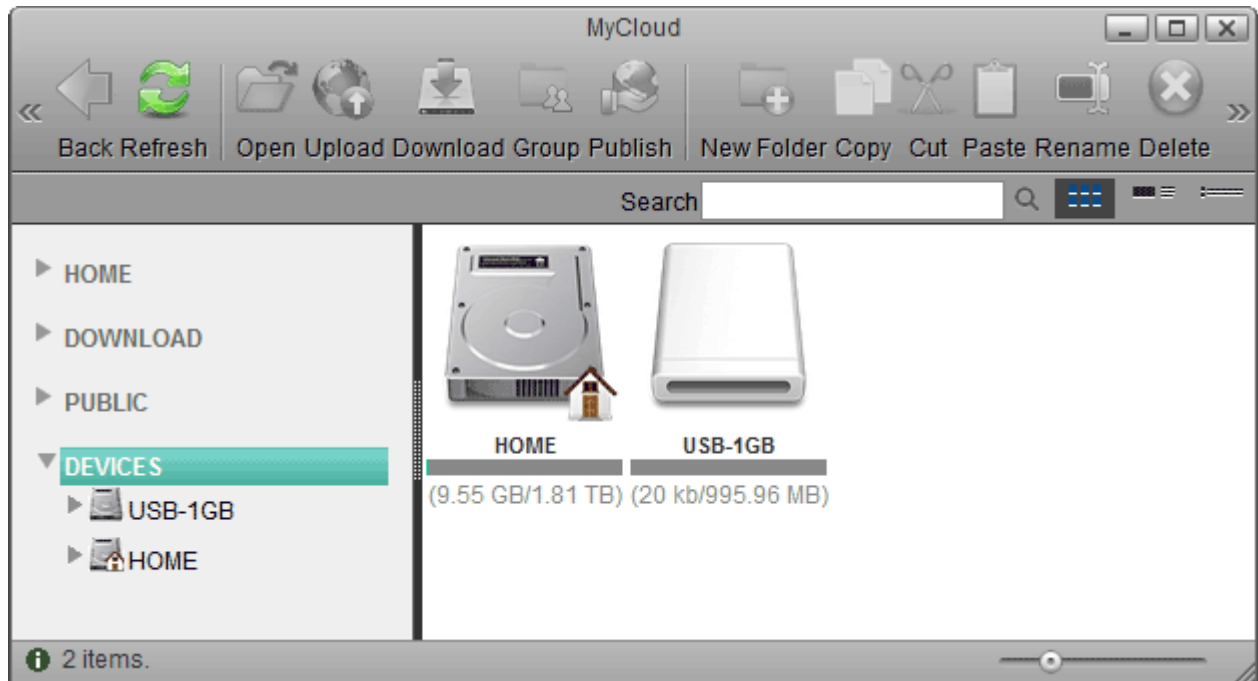 MyCloud
Back Refresh Open Upload Download Group Publish New Folder Copy Cut Paste Rename Delete
Search
HOME
DOWNLOAD
PUBLIC
DEVICES
USB-1GB
HOME
HOME USB-1GB
(9.55 GB/1.81 TB) (20 kb/995.96 MB)
2 items.